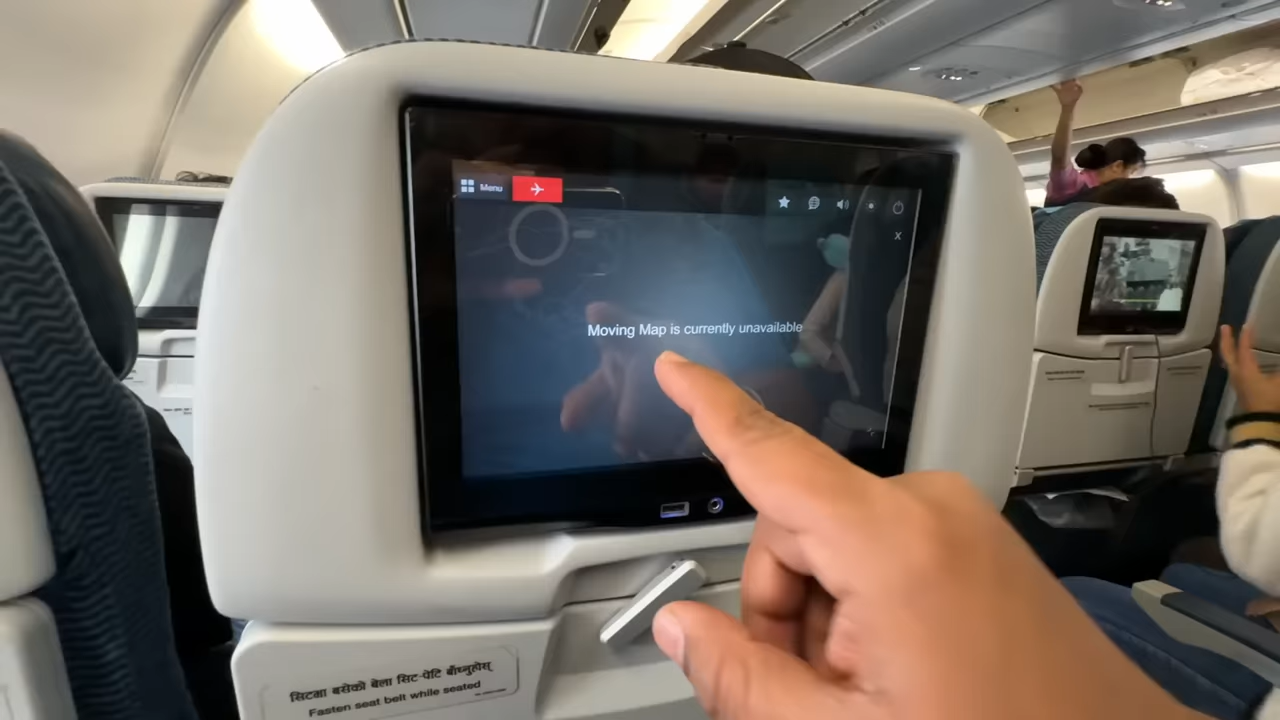 Menu
Moving Map is currently unavailable
सिटमा बसेको बेला सिट-पेटि बाँध्नुहोस्
Fasten seat belt while seated